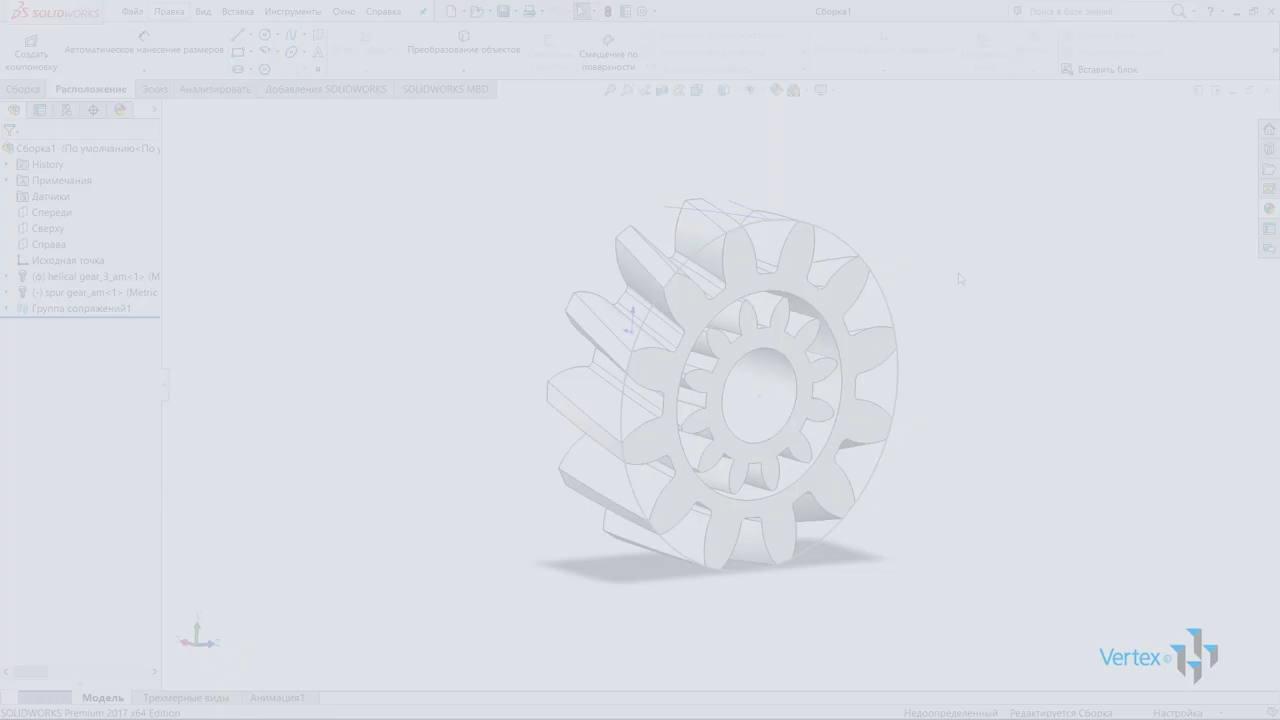 SOLIDWORKS Файл Правка Вид Вставка Инструменты Окно Справка Сборка1 Поиск в базе знаний
Создать компоновку
Автоматическое нанесение размеров
Преобразование объектов
Смещение по поверхности
Вставить блок
Сборка Расположение Эскиз Анализировать Добавления SOLIDWORKS SOLIDWORKS MBD
Сборка1 (По умолчанию<По у
History
Примечания
Датчики
Спереди
Сверху
Справа
Исходная точка
(ф) helical gear_3_am<1> (M
(-) spur gear_am<1> (Metric
Группа сопряжений1
Vertex
Модель Трехмерные виды Анимация1
SOLIDWORKS Premium 2017 x64 Edition Недоопределенный Редактируется Сборка Настройка